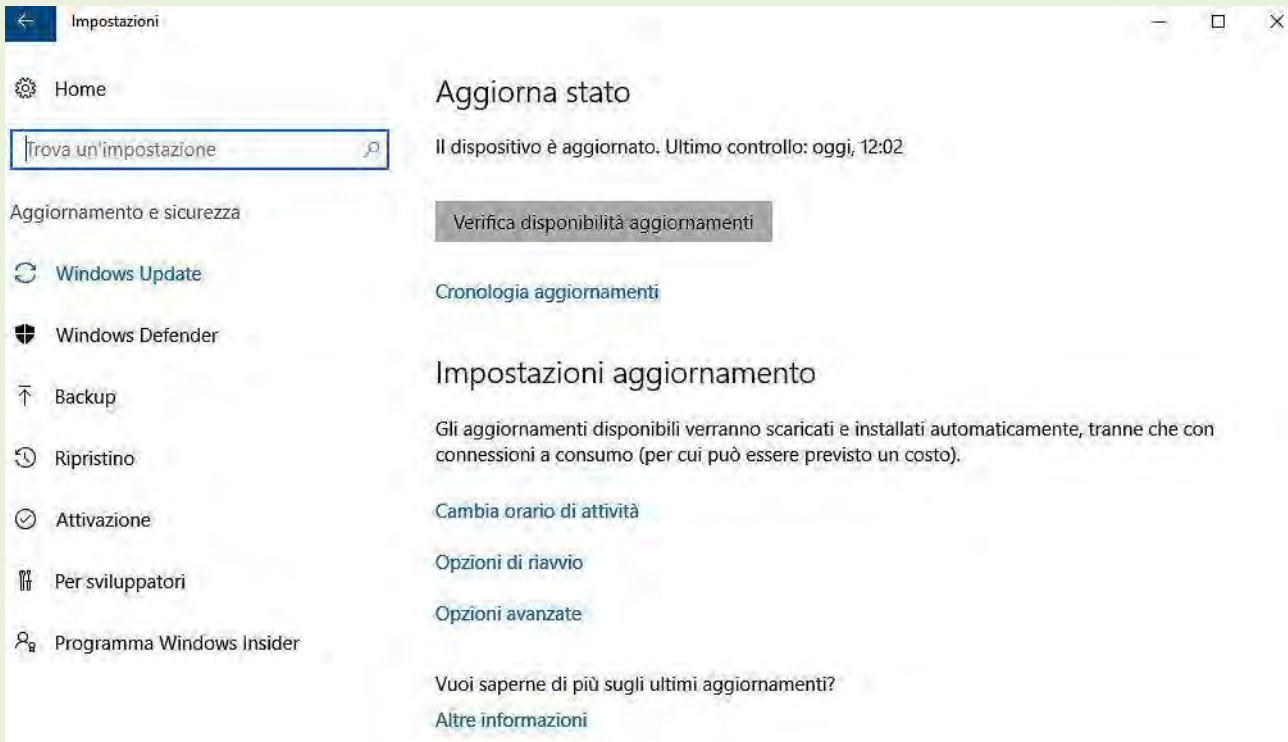 Impostazioni
Home
Trova un'impostazione
Aggiornamento e sicurezza
Windows Update
Windows Defender
Backup
Ripristino
Attivazione
Per sviluppatori
Programma Windows Insider
Aggiorna stato
Il dispositivo è aggiornato. Ultimo controllo: oggi, 12:02
Verifica disponibilità aggiornamenti
Cronologia aggiornamenti
Impostazioni aggiornamento
Gli aggiornamenti disponibili verranno scaricati e installati automaticamente, tranne che con
connessioni a consumo (per cui può essere previsto un costo).
Cambia orario di attività
Opzioni di riavvio
Opzioni avanzate
Vuoi saperne di più sugli ultimi aggiornamenti?
Altre informazioni